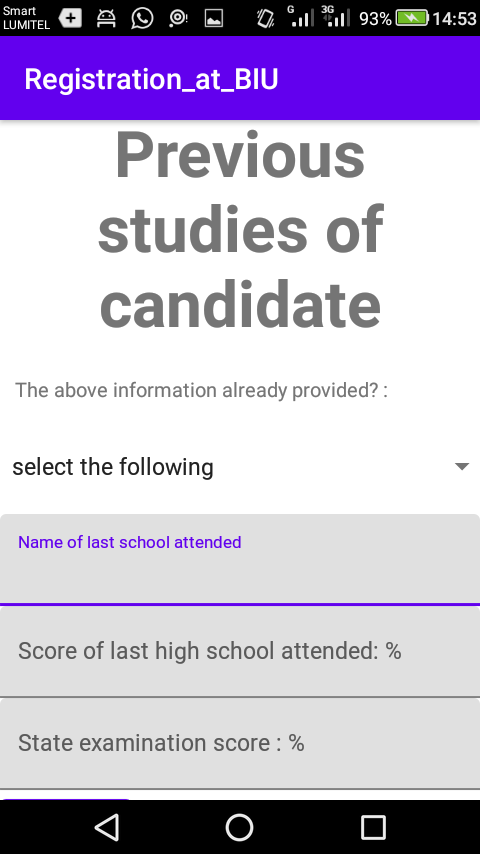 Smart
LUMITEL
G
3G
93%
14:53
Registration_at_BIU
Previous
studies of
candidate
The above information already provided? :
select the following
Name of last school attended
Score of last high school attended: %
State examination score : %